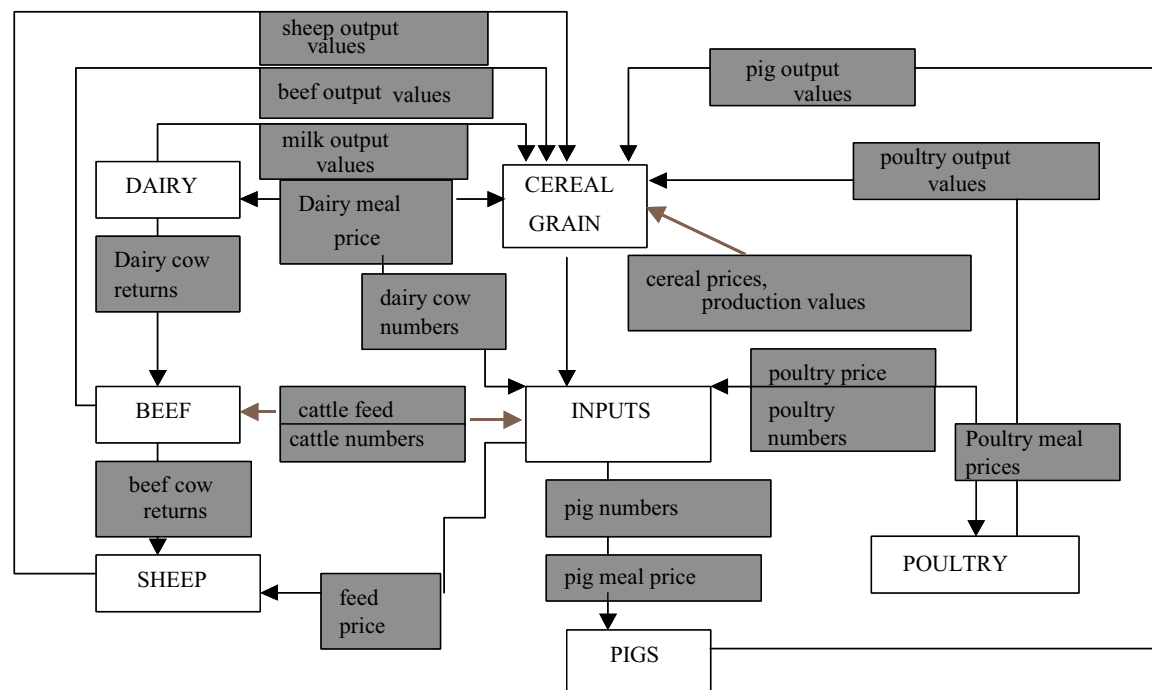 sheep output
values
beef output values
milk output
values
pig output
values
poultry output
values
DAIRY
CEREAL
GRAIN
Dairy meal
price
Dairy cow
returns
dairy cow
numbers
cereal prices,
production values
BEEF
cattle feed
cattle numbers
INPUTS
poultry price
poultry
numbers
Poultry meal
prices
beef cow
returns
pig numbers
SHEEP
feed
price
pig meal price
POULTRY
PIGS